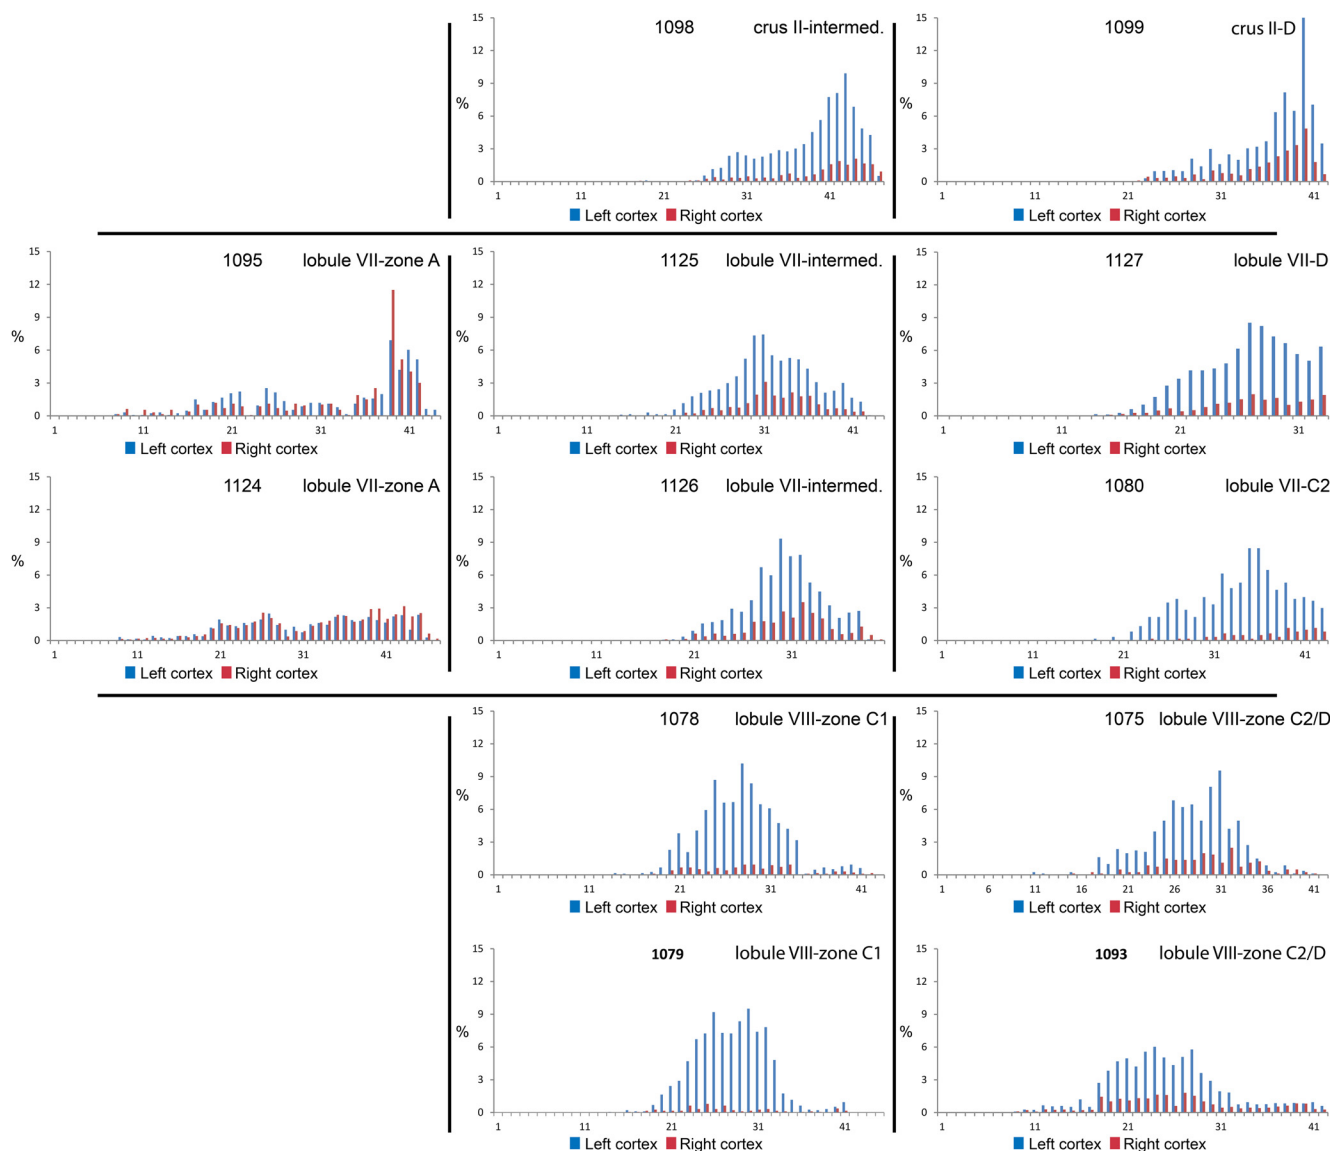 1098 crus II-intermed.
15
12
9
6
3
0
%
1 11 21 31 41
Left cortex Right cortex
1099 crus II-D
15
12
9
6
3
0
%
1 11 21 31 41
Left cortex Right cortex
1095 lobule VII-zone A
15
12
9
6
3
0
%
1 11 21 31 41
Left cortex Right cortex
1125 lobule VII-intermed.
15
12
9
6
3
0
%
1 11 21 31 41
Left cortex Right cortex
1127 lobule VII-D
15
12
9
6
3
0
%
1 11 21 31
Left cortex Right cortex
1124 lobule VII-zone A
15
12
9
6
3
0
%
1 11 21 31 41
Left cortex Right cortex
1126 lobule VII-intermed.
15
12
9
6
3
0
%
1 11 21 31 41
Left cortex Right cortex
1080 lobule VII-C2
15
12
9
6
3
0
%
1 11 21 31 41
Left cortex Right cortex
1078 lobule VIII-zone C1
15
12
9
6
3
0
%
1 11 21 31 41
Left cortex Right cortex
1075 lobule VIII-zone C2/D
15
12
9
6
3
0
%
1 6 11 16 21 26 31 36 41
Left cortex Right cortex
1079 lobule VIII-zone C1
15
12
9
6
3
0
%
1 11 21 31 41
Left cortex Right cortex
1093 lobule VIII-zone C2/D
15
12
9
6
3
0
%
1 11 21 31 41
Left cortex Right cortex